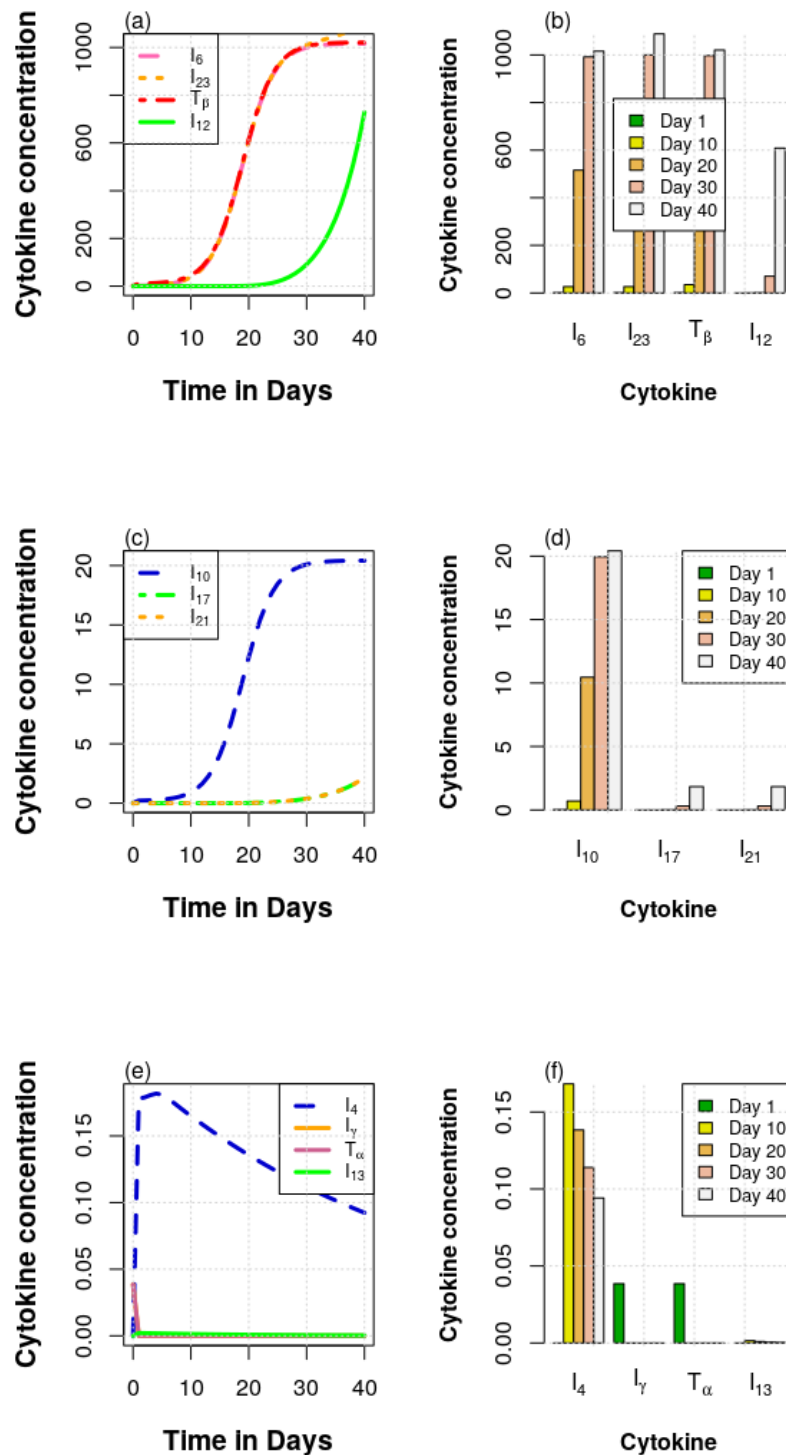 (a)
Cytokine concentration
1000
600
200
0
I6
I23
Tβ
I12
0 10 20 30 40
Time in Days
(b)
Cytokine concentration
1000
600
200
0
Day 1
Day 10
Day 20
Day 30
Day 40
I6 I23 Tβ I12
Cytokine
(c)
Cytokine concentration
20
15
10
5
0
I10
I17
I21
0 10 20 30 40
Time in Days
(d)
Cytokine concentration
20
15
10
5
0
Day 1
Day 10
Day 20
Day 30
Day 40
I10 I17 I21
Cytokine
(e)
Cytokine concentration
0.15
0.10
0.05
0.00
I4
Iγ
Tα
I13
0 10 20 30 40
Time in Days
(f)
Cytokine concentration
0.15
0.10
0.05
0.00
Day 1
Day 10
Day 20
Day 30
Day 40
I4 Iγ Tα I13
Cytokine